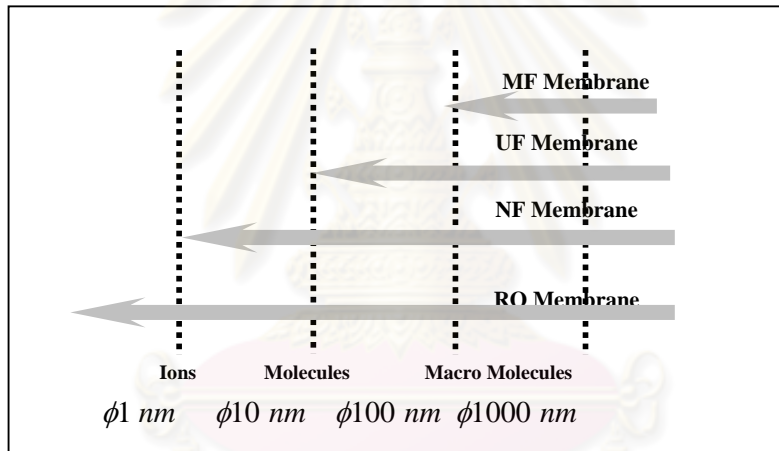 MF Membrane
UF Membrane
NF Membrane
RO Membrane
Ions Molecules Macro Molecules
ϕ1 nm ϕ10 nm ϕ100 nm ϕ1000 nm